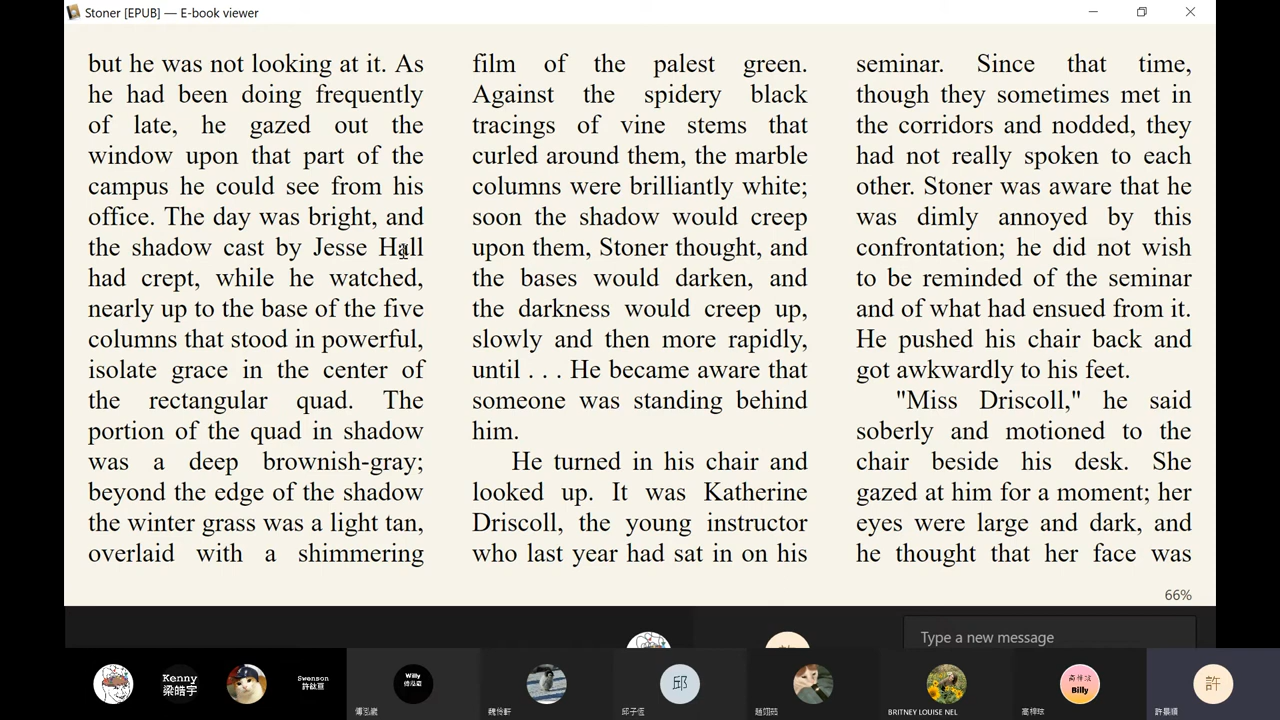 Stoner [EPUB] — E-book viewer
but he was not looking at it. As
he had been doing frequently
of late, he gazed out the
window upon that part of the
campus he could see from his
office. The day was bright, and
the shadow cast by Jesse Hall
had crept, while he watched,
nearly up to the base of the five
columns that stood in powerful,
isolate grace in the center of
the rectangular quad. The
portion of the quad in shadow
was a deep brownish-gray;
beyond the edge of the shadow
the winter grass was a light tan,
overlaid with a shimmering
film of the palest green.
Against the spidery black
tracings of vine stems that
curled around them, the marble
columns were brilliantly white;
soon the shadow would creep
upon them, Stoner thought, and
the bases would darken, and
the darkness would creep up,
slowly and then more rapidly,
until . . . He became aware that
someone was standing behind
him.
He turned in his chair and
looked up. It was Katherine
Driscoll, the young instructor
who last year had sat in on his
seminar. Since that time,
though they sometimes met in
the corridors and nodded, they
had not really spoken to each
other. Stoner was aware that he
was dimly annoyed by this
confrontation; he did not wish
to be reminded of the seminar
and of what had ensued from it.
He pushed his chair back and
got awkwardly to his feet.
"Miss Driscoll," he said
soberly and motioned to the
chair beside his desk. She
gazed at him for a moment; her
eyes were large and dark, and
he thought that her face was
66%
Type a new message
Kenny
梁皓宇
Swenson
Willy
邱
高梓球
Billy
許
魏伶軒
邱子恆
BRITNEY LOUISE NEL
高梓球